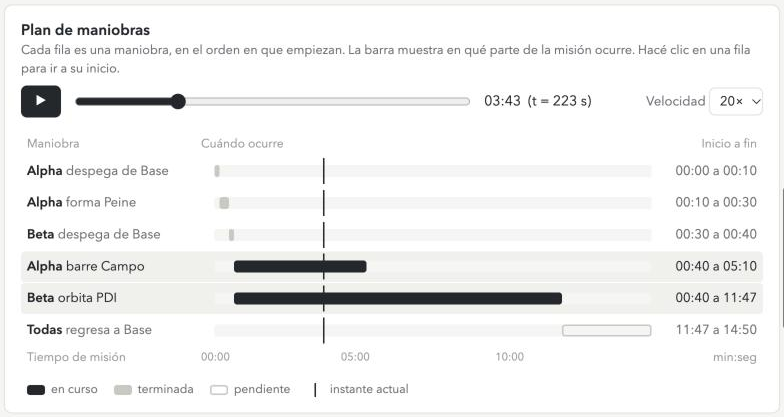 Plan de maniobras
Cada fila es una maniobra, en el orden en que empiezan. La barra muestra en qué parte de la misión ocurre. Hacé clic en una fila
para ir a su inicio.
03:43 (t = 223 s) Velocidad 20×
Maniobra Cuándo ocurre Inicio a fin
Alpha despega de Base 00:00 a 00:10
Alpha forma Peine 00:10 a 00:30
Beta despega de Base 00:30 a 00:40
Alpha barre Campo 00:40 a 05:10
Beta orbita PDI 00:40 a 11:47
Todas regresa a Base 11:47 a 14:50
Tiempo de misión 00:00 05:00 10:00 min:seg
en curso terminada pendiente instante actual